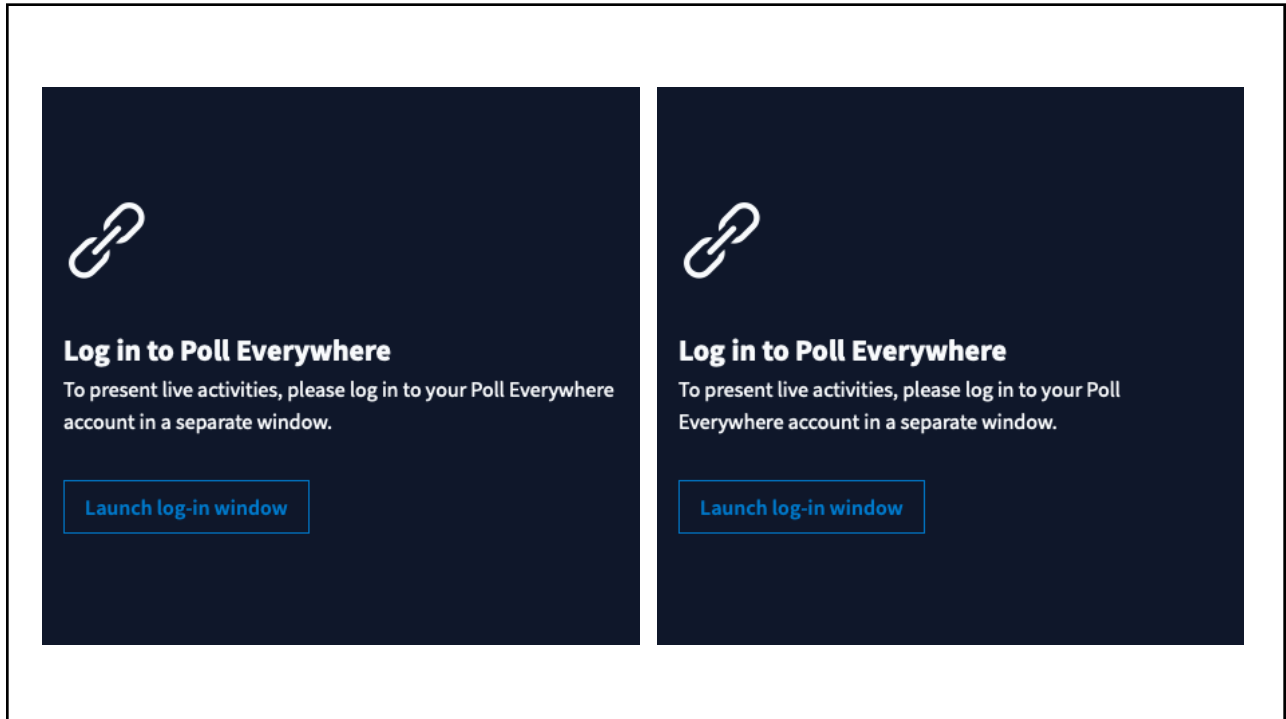 Log in to Poll Everywhere
To present live activities, please log in to your Poll Everywhere
account in a separate window.
Launch log-in window
Log in to Poll Everywhere
To present live activities, please log in to your Poll
Everywhere account in a separate window.
Launch log-in window